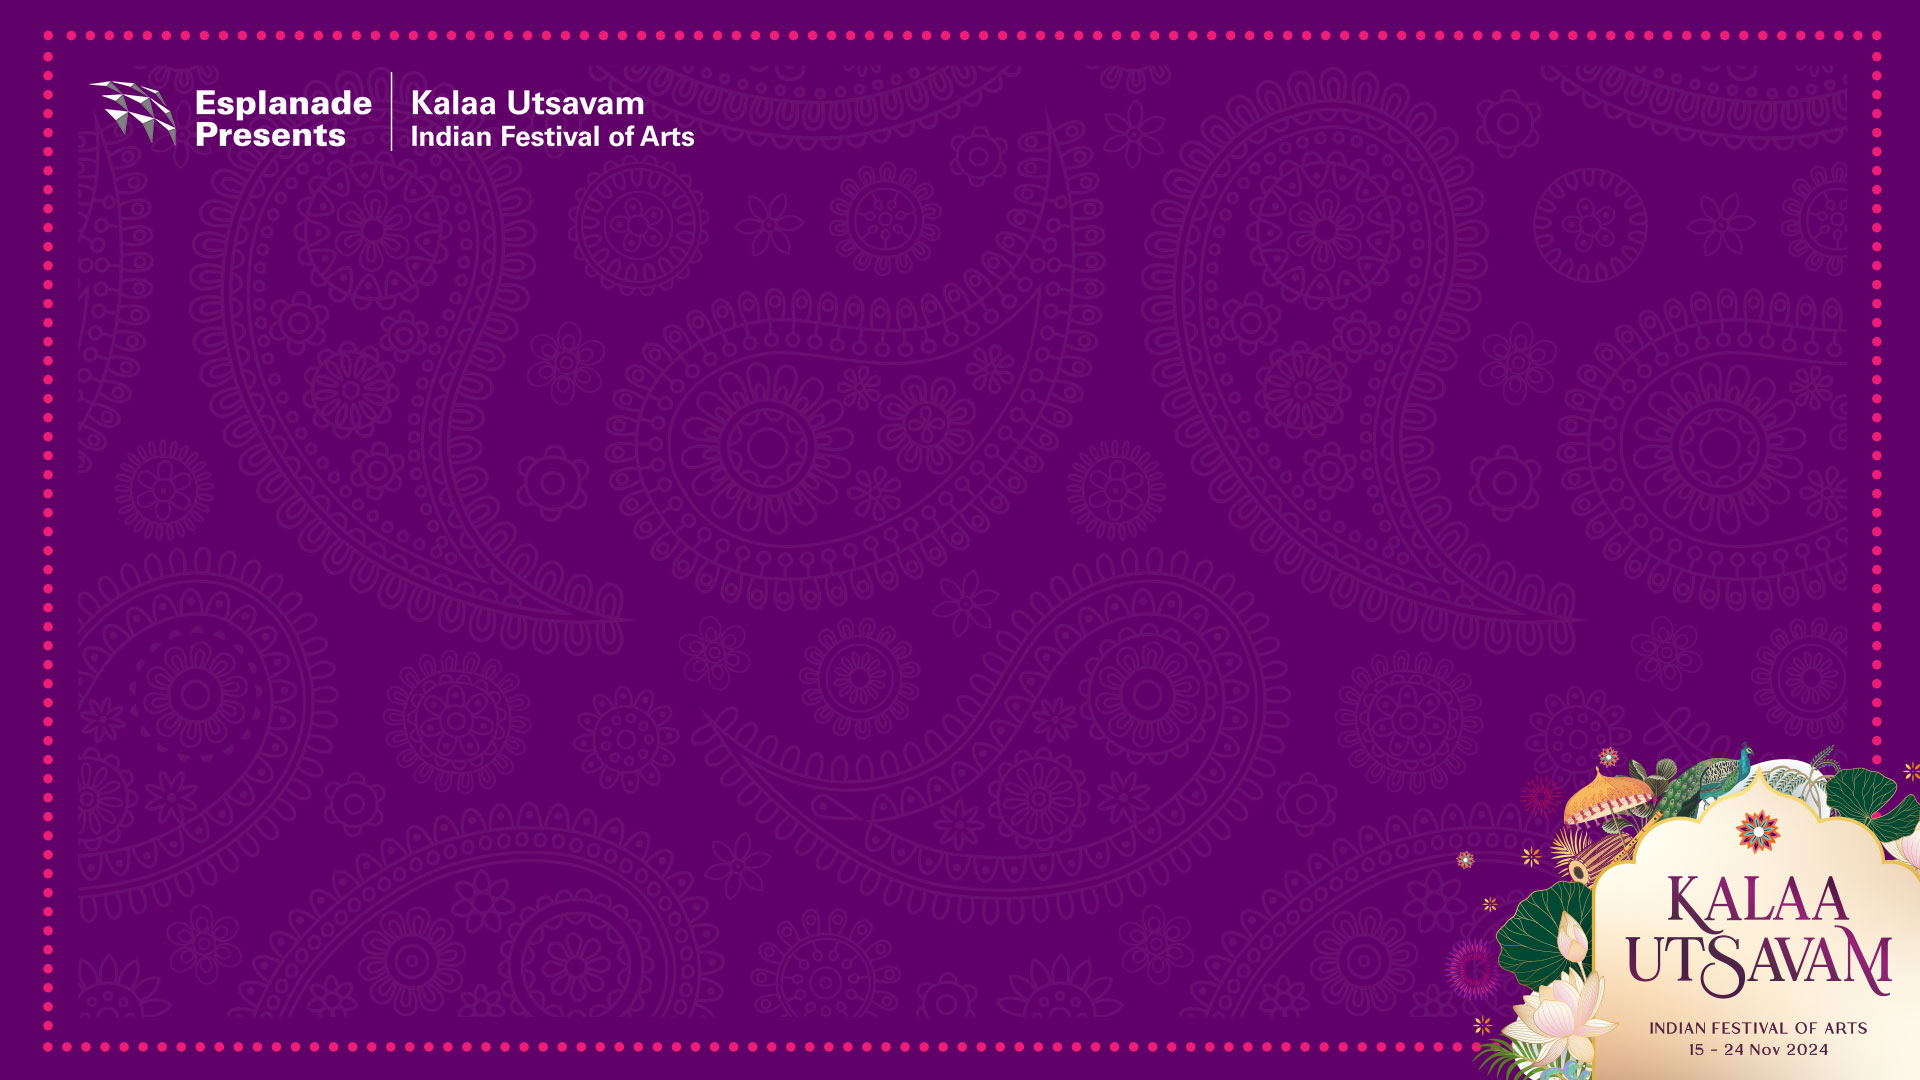 Esplanade
Presents
Kalaa Utsavam
Indian Festival of Arts
KALAA
UTSAVAM
INDIAN FESTIVAL OF ARTS
15 - 24 Nov 2024